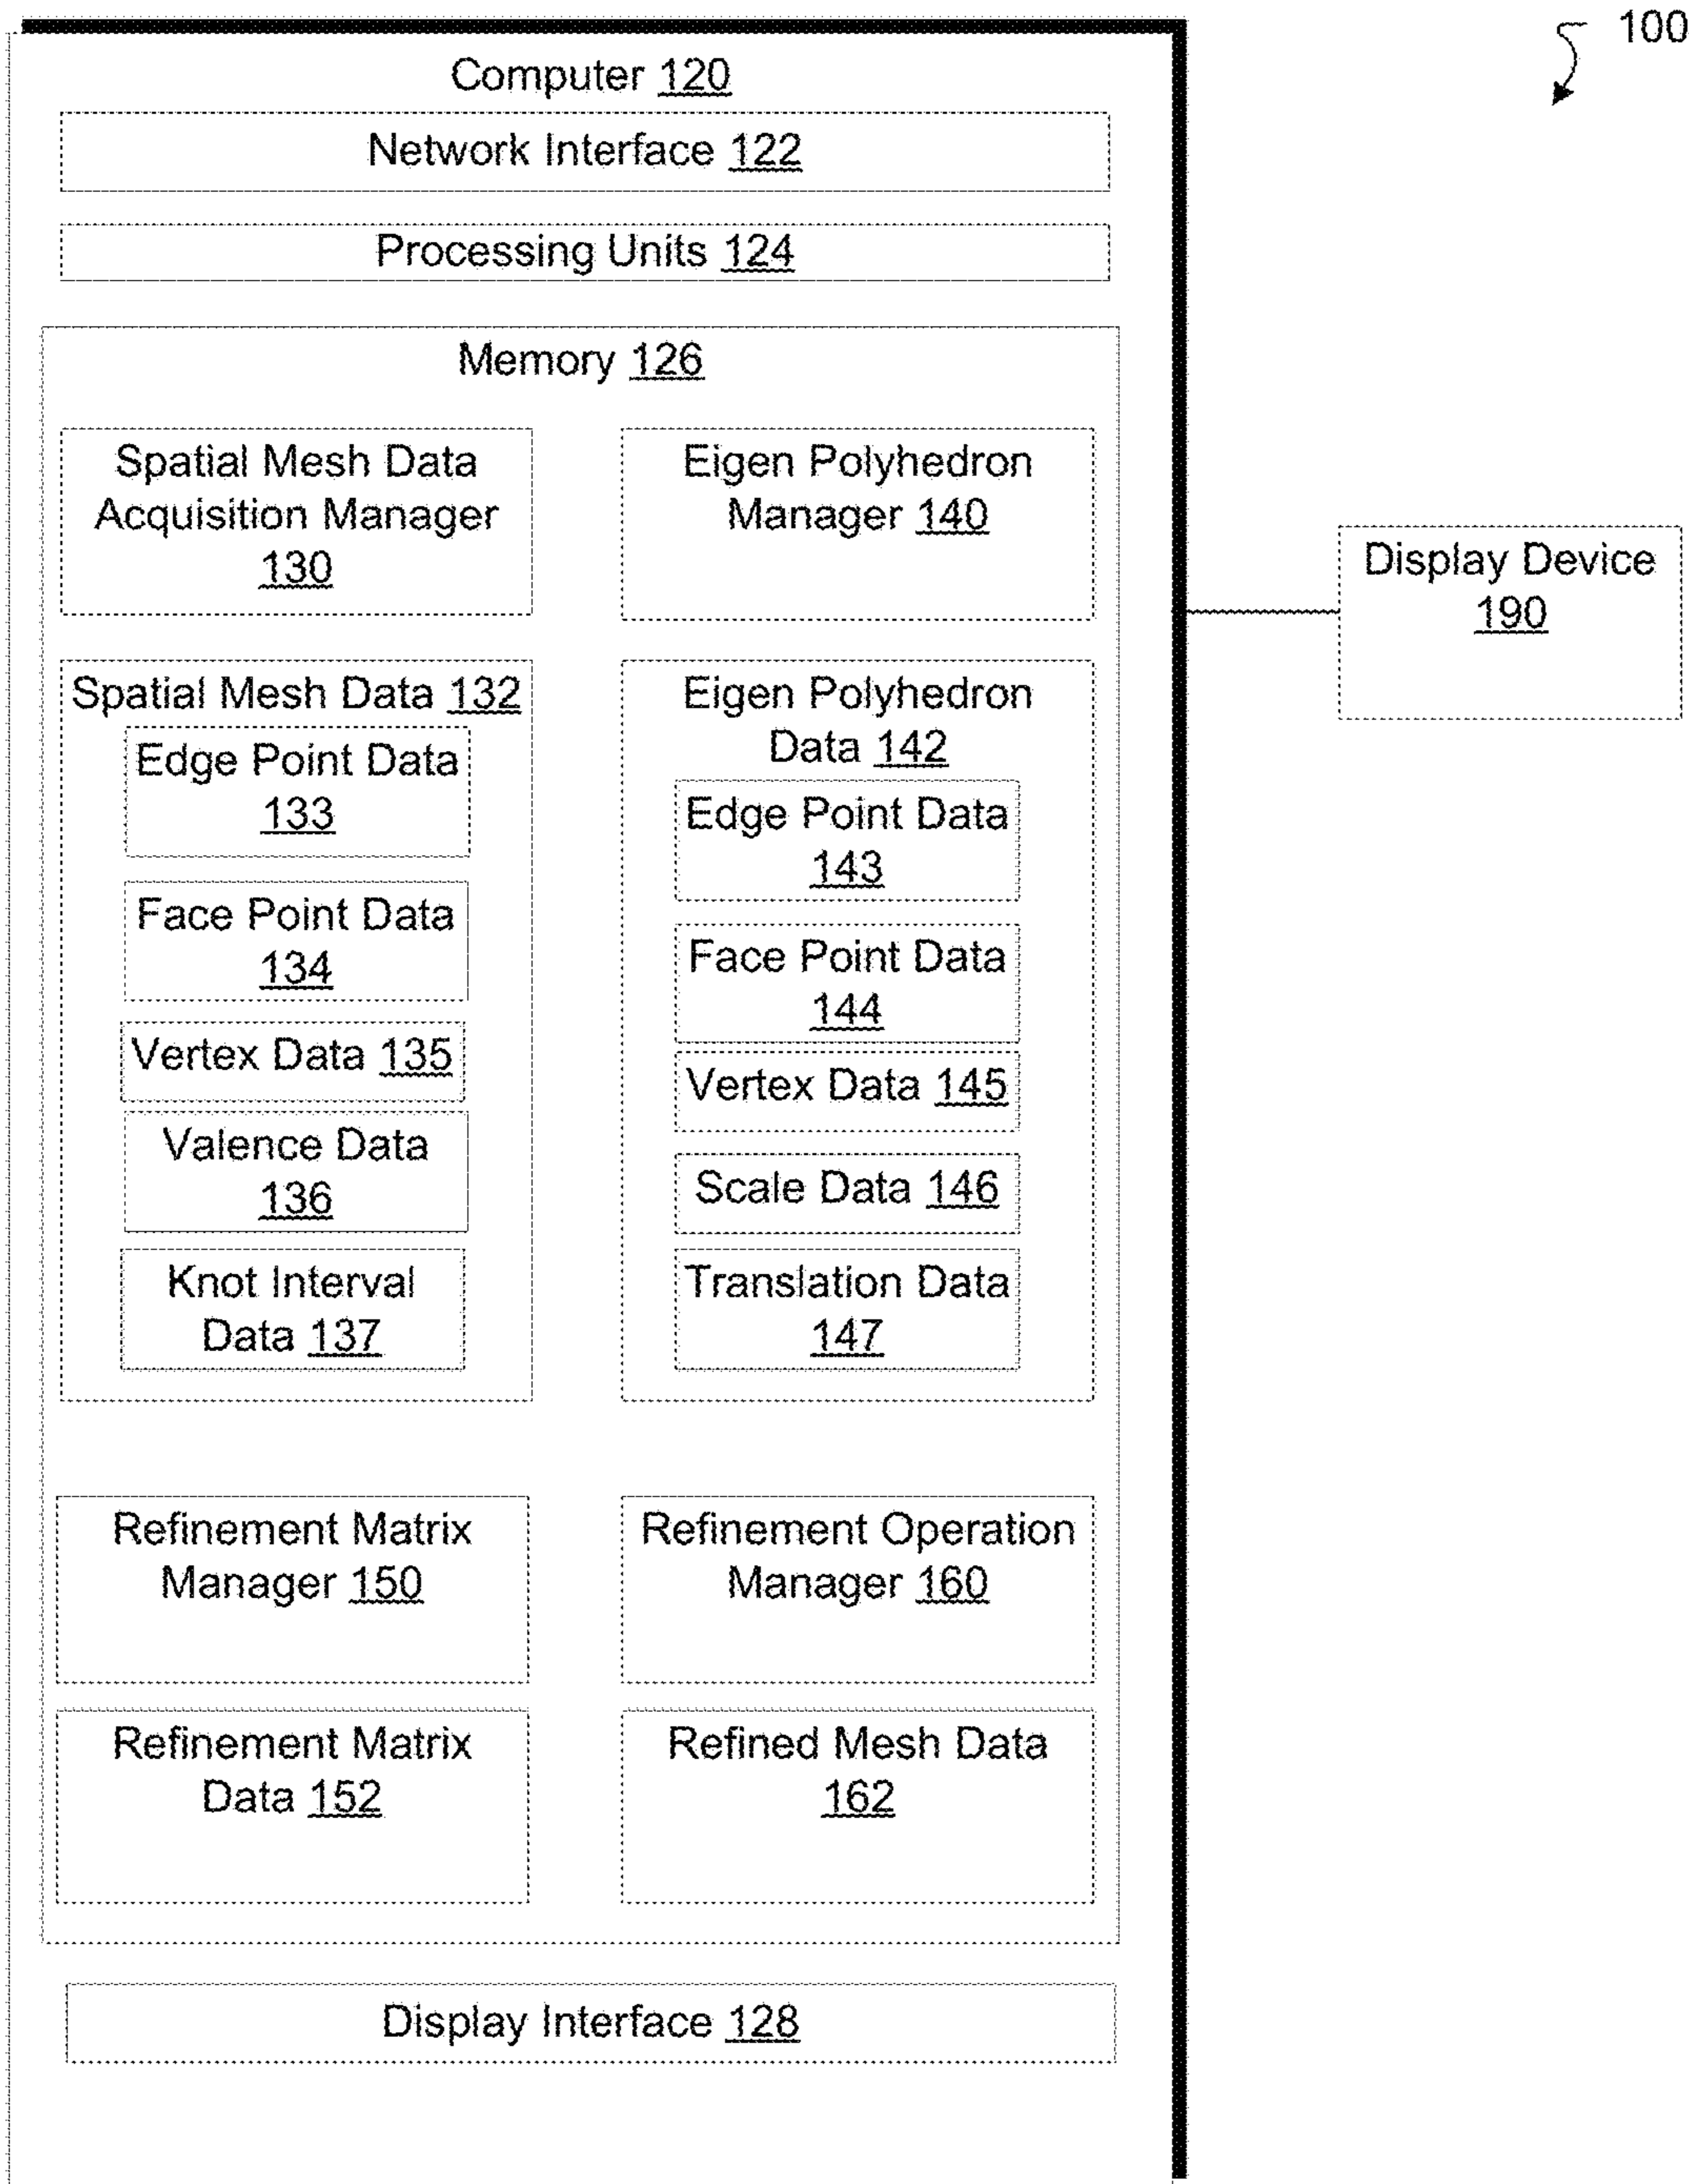 100
Computer 120
Network Interface 122
Processing Units 124
Memory 126
Spatial Mesh Data
Acquisition Manager
130
Eigen Polyhedron
Manager 140
Display Device
190
Spatial Mesh Data 132
Edge Point Data
133
Face Point Data
134
Vertex Data 135
Valence Data
136
Knot Interval
Data 137
Eigen Polyhedron
Data 142
Edge Point Data
143
Face Point Data
144
Vertex Data 145
Scale Data 146
Translation Data
147
Refinement Matrix
Manager 150
Refinement Operation
Manager 160
Refinement Matrix
Data 152
Refined Mesh Data
162
Display Interface 128